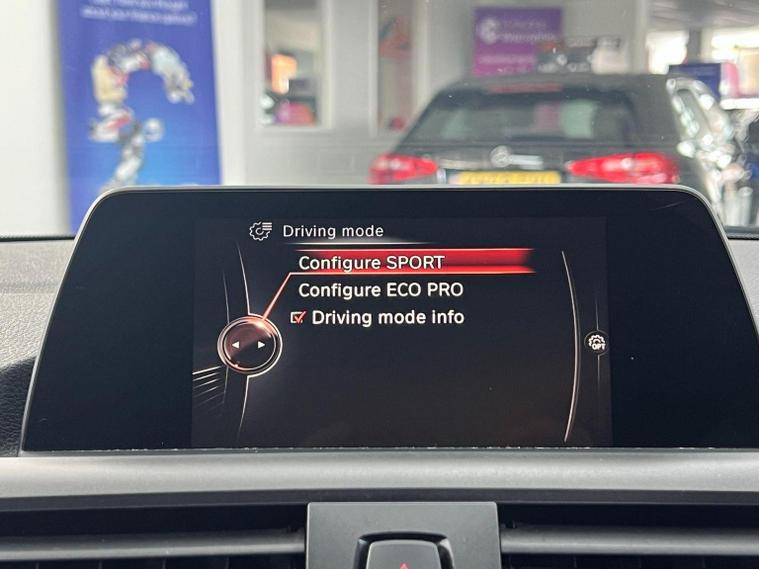 Driving mode
Configure SPORT
Configure ECO PRO
Driving mode info
OPT